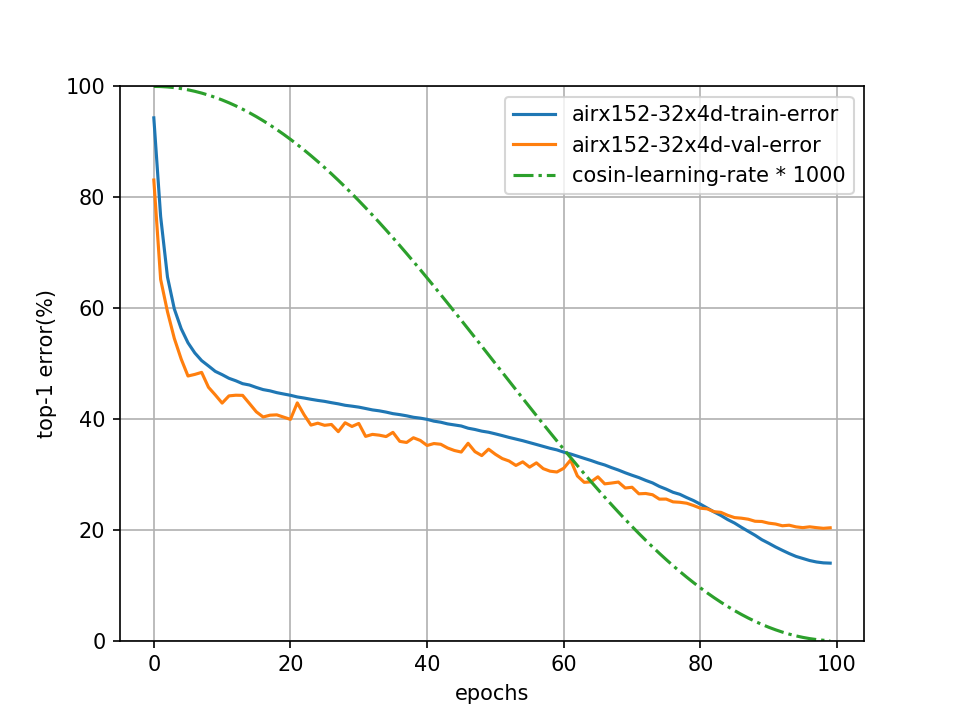 100
80
60
40
20
0
top-1 error(%)
airx152-32x4d-train-error
airx152-32x4d-val-error
cosin-learning-rate * 1000
0 20 40 60 80 100
epochs